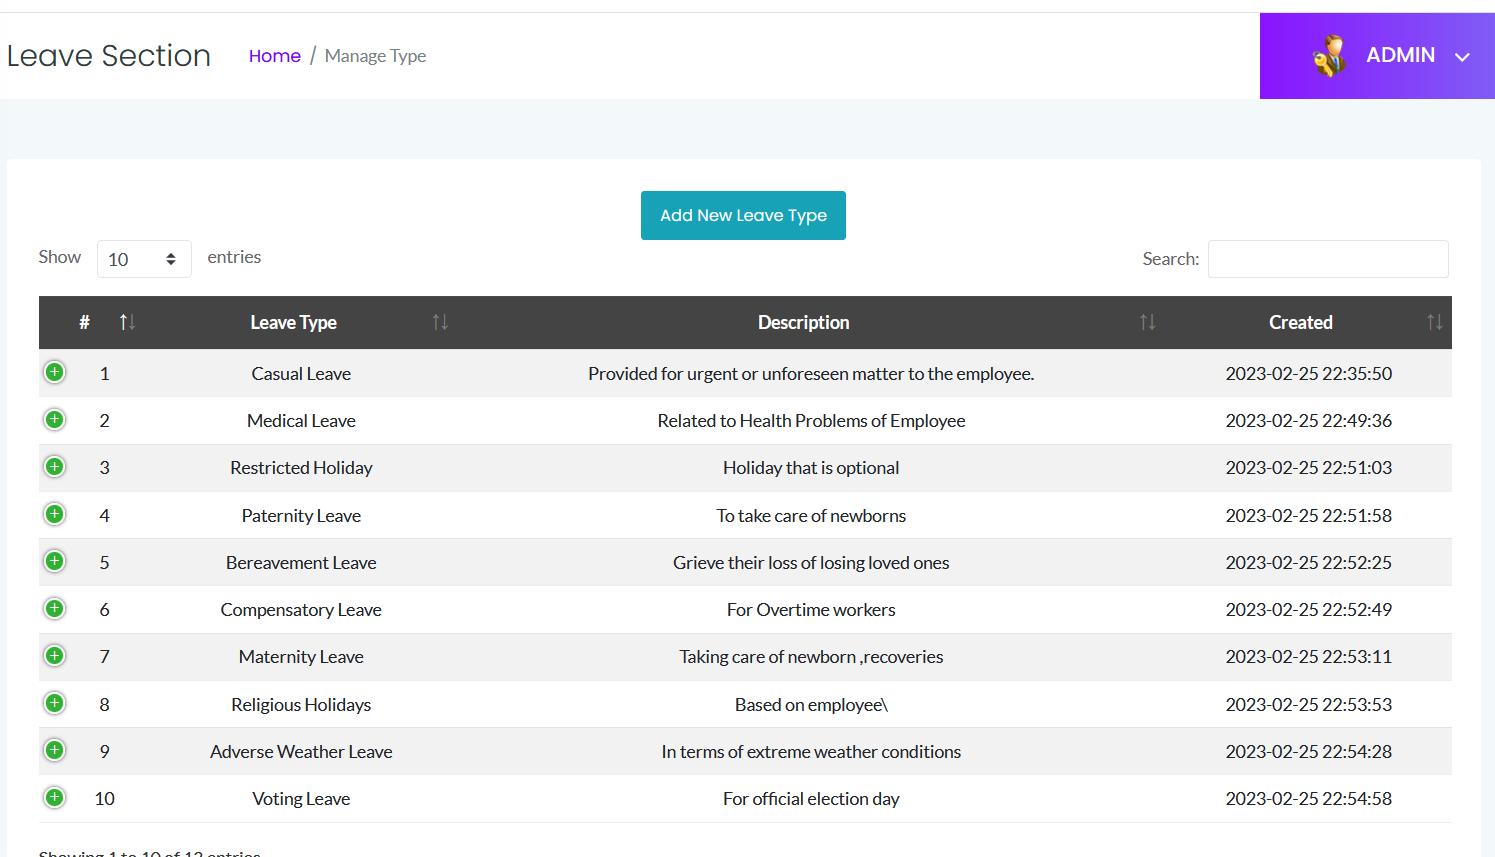 Leave Section Home / Manage Type ADMIN
Add New Leave Type
Show 10 entries Search:
# Leave Type Description Created
1 Casual Leave Provided for urgent or unforeseen matter to the employee. 2023-02-25 22:35:50
2 Medical Leave Related to Health Problems of Employee 2023-02-25 22:49:36
3 Restricted Holiday Holiday that is optional 2023-02-25 22:51:03
4 Paternity Leave To take care of newborns 2023-02-25 22:51:58
5 Bereavement Leave Grieve their loss of losing loved ones 2023-02-25 22:52:25
6 Compensatory Leave For Overtime workers 2023-02-25 22:52:49
7 Maternity Leave Taking care of newborn ,recoveries 2023-02-25 22:53:11
8 Religious Holidays Based on employee\ 2023-02-25 22:53:53
9 Adverse Weather Leave In terms of extreme weather conditions 2023-02-25 22:54:28
10 Voting Leave For official election day 2023-02-25 22:54:58
Showing 1 to 10 of entries